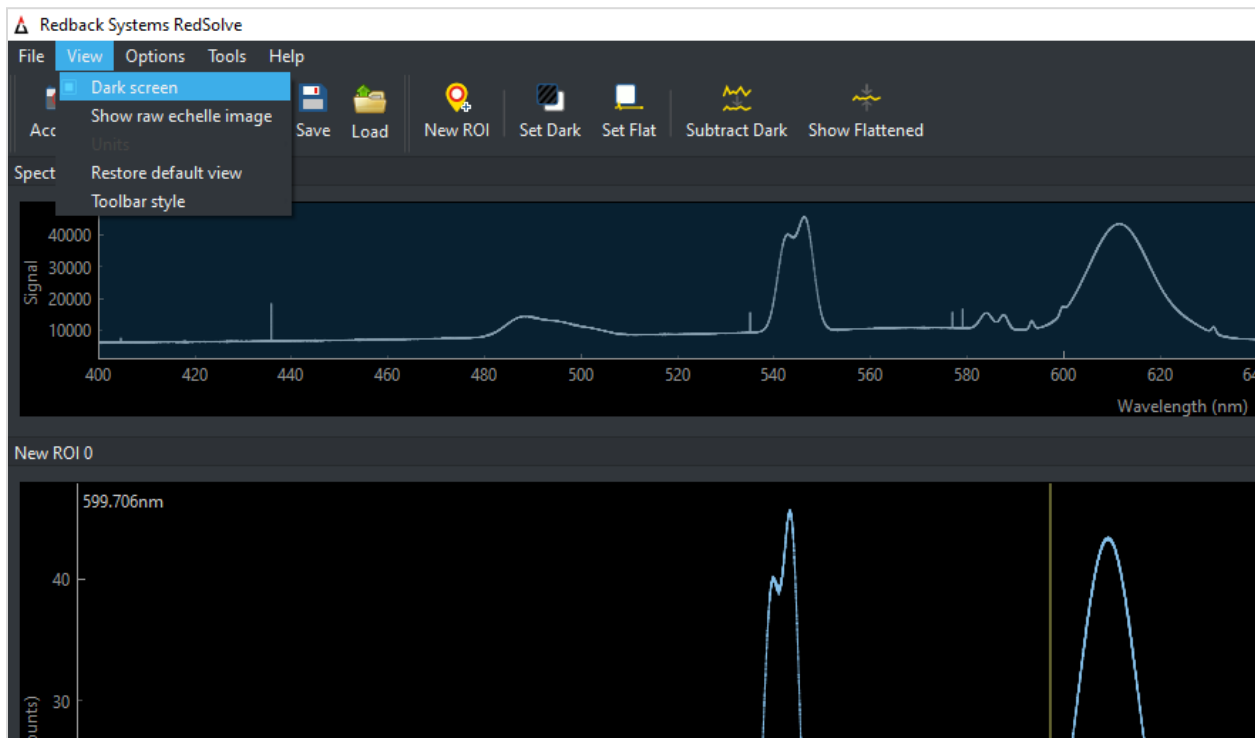 Redback Systems RedSolve
File View Options Tools Help
Dark screen
Show raw echelle image
Units
Restore default view
Toolbar style
Save Load New ROI Set Dark Set Flat Subtract Dark Show Flattened
40000
30000
20000
10000
Signal
400 420 440 460 480 500 520 540 560 580 600 620
Wavelength (nm)
New ROI 0
599.706nm
40
30